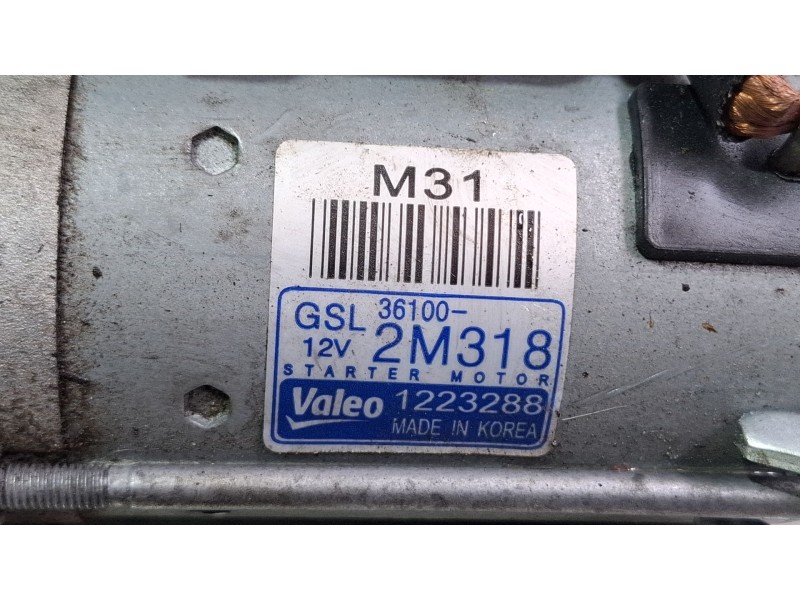 M31
GSL 36100-
12V 2M318
STARTER MOTOR
Valeo 1223288
MADE IN KOREA